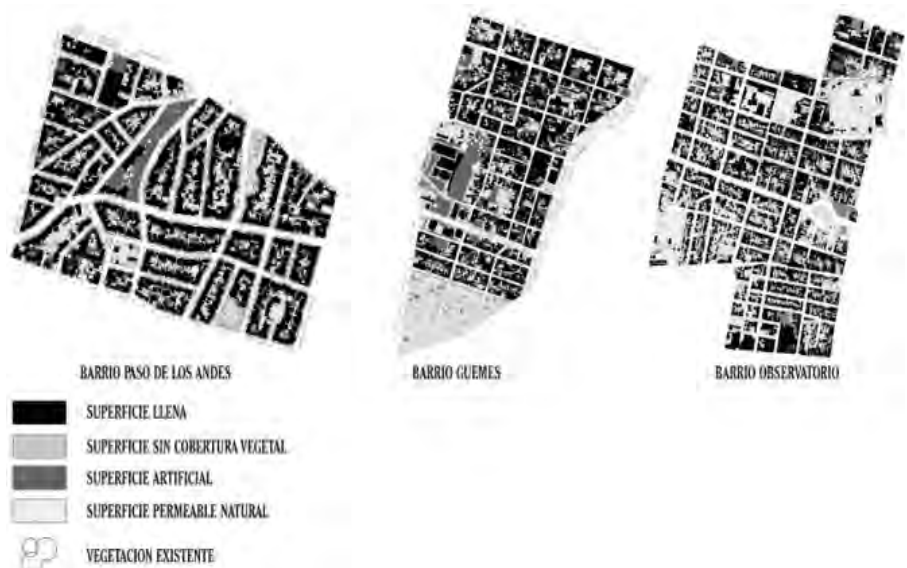 BARRIO PASO DE LOS ANDES
BARRIO GUEMES
BARRIO OBSERVATORIO
SUPERFICIE LLENA
SUPERFICIE SIN COBERTURA VEGETAL
SUPERFICIE ARTIFICIAL
SUPERFICIE PERMEABLE NATURAL
VEGETACION EXISTENTE